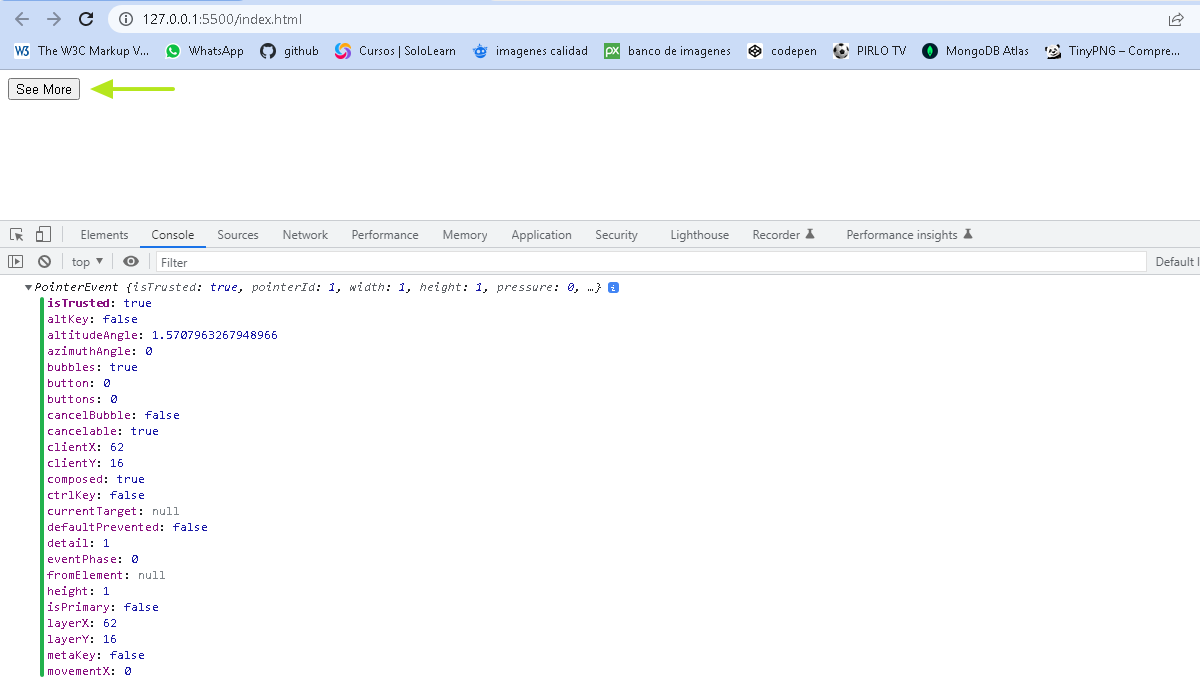 127.0.0.1:5500/index.html
W3 The W3C Markup V... WhatsApp github Cursos | SoloLearn imagenes calidad px banco de imagenes codepen PIRLO TV MongoDB Atlas TinyPNG – Compre...
See More
Elements Console Sources Network Performance Memory Application Security Lighthouse Recorder Performance insights
top ▼ Filter Default l
▼PointerEvent {isTrusted: true, pointerId: 1, width: 1, height: 1, pressure: 0, …} i
isTrusted: true
altKey: false
altitudeAngle: 1.5707963267948966
azimuthAngle: 0
bubbles: true
button: 0
buttons: 0
cancelBubble: false
cancelable: true
clientX: 62
clientY: 16
composed: true
ctrlKey: false
currentTarget: null
defaultPrevented: false
detail: 1
eventPhase: 0
fromElement: null
height: 1
isPrimary: false
layerX: 62
layerY: 16
metaKey: false
movementX: 0